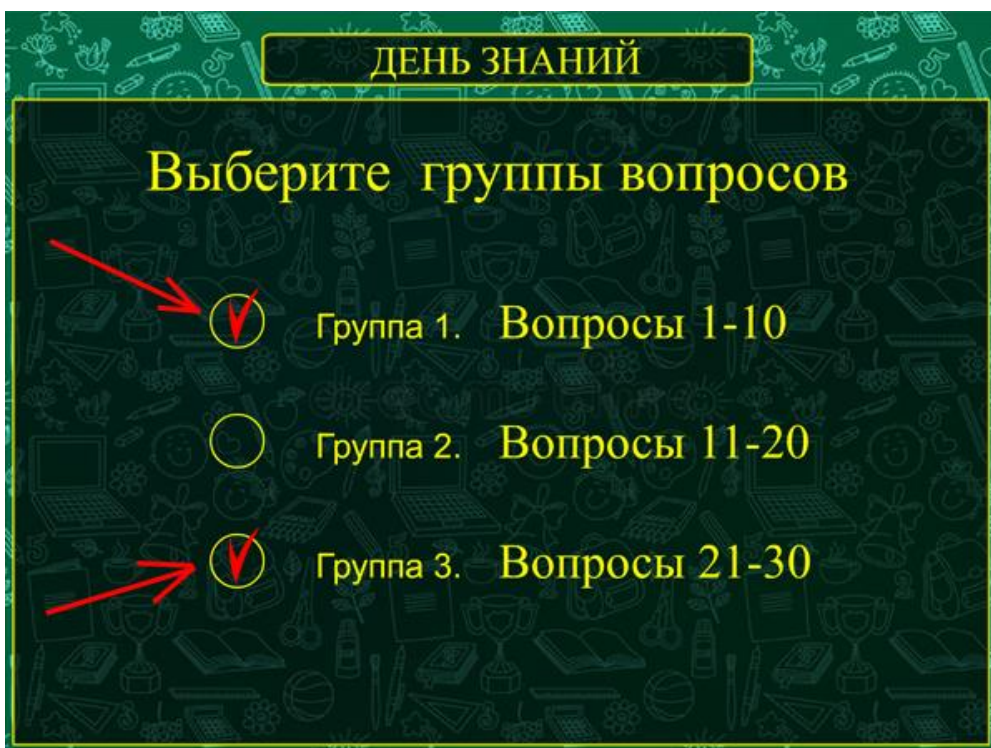 ДЕНЬ ЗНАНИЙ
Выберите группы вопросов
Группа 1. Вопросы 1-10
Группа 2. Вопросы 11-20
Группа 3. Вопросы 21-30